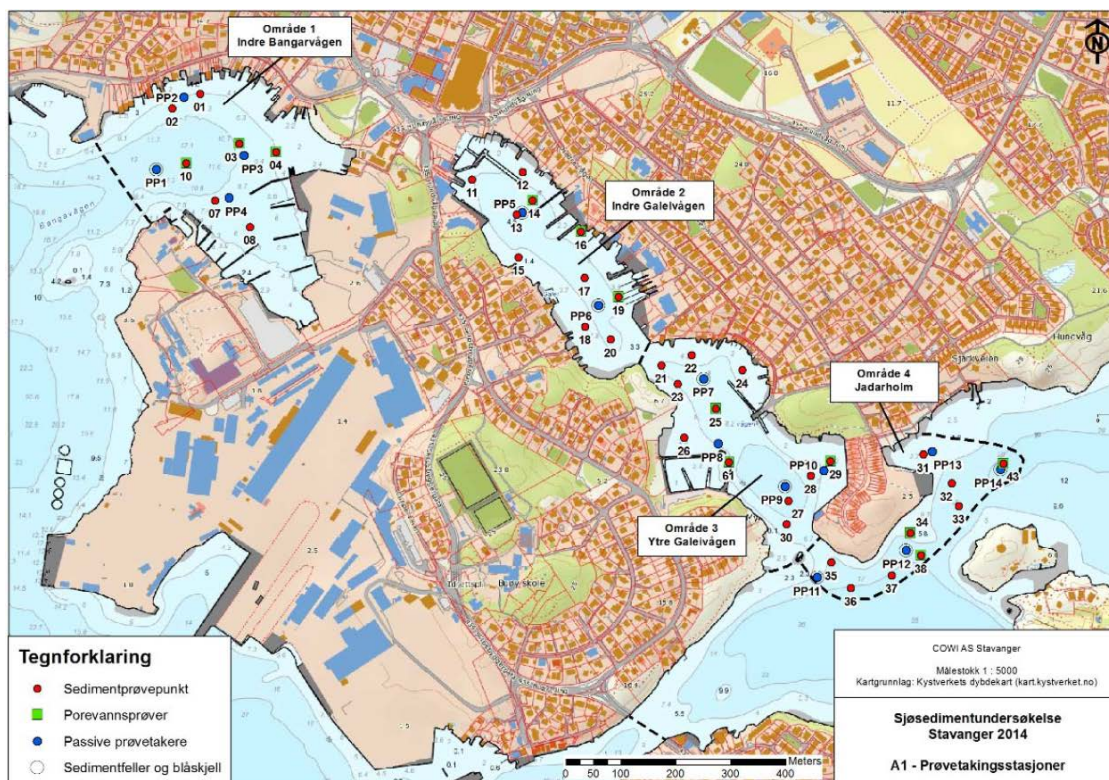 Område 1
Indre Bangarvågen
N
PP2
01
02
03
04
PP3
10
PP1
07
PP4
08
Bangavågen
11
12
PP5
14
13
15
16
Område 2
Indre Galeivågen
17
19
PP6
18
20
21
22
23
24
PP7
25
26
PP8
61
Område 3
Ytre Galeivågen
PP9
PP10
28
29
27
30
Område 4
Jadarholm
31
PP13
32
33
PP14
43
34
PP12
38
37
36
35
PP11
Hundvåg
Buøy skole
Tegnforklaring
Sedimentprøvepunkt
Porevannsprøver
Passive prøvetakere
Sedimentfeller og blåskjell
0 50 100 200 300 400
Meters
COWI AS Stavanger
Målestokk 1 : 5000
Kartgrunnlag: Kystverkets dybdekart (kart.kystverket.no)
Sjøsedimentundersøkelse
Stavanger 2014
A1 - Prøvetakingsstasjoner